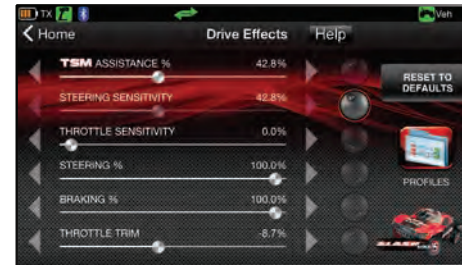 TX Veh
Home Drive Effects Help
TSM ASSISTANCE % 42.8%
RESET TO
DEFAULTS
STEERING SENSITIVITY 42.8%
THROTTLE SENSITIVITY 0.0%
STEERING % 100.0%
PROFILES
BRAKING % 100.0%
THROTTLE TRIM -8.7%
SLASH